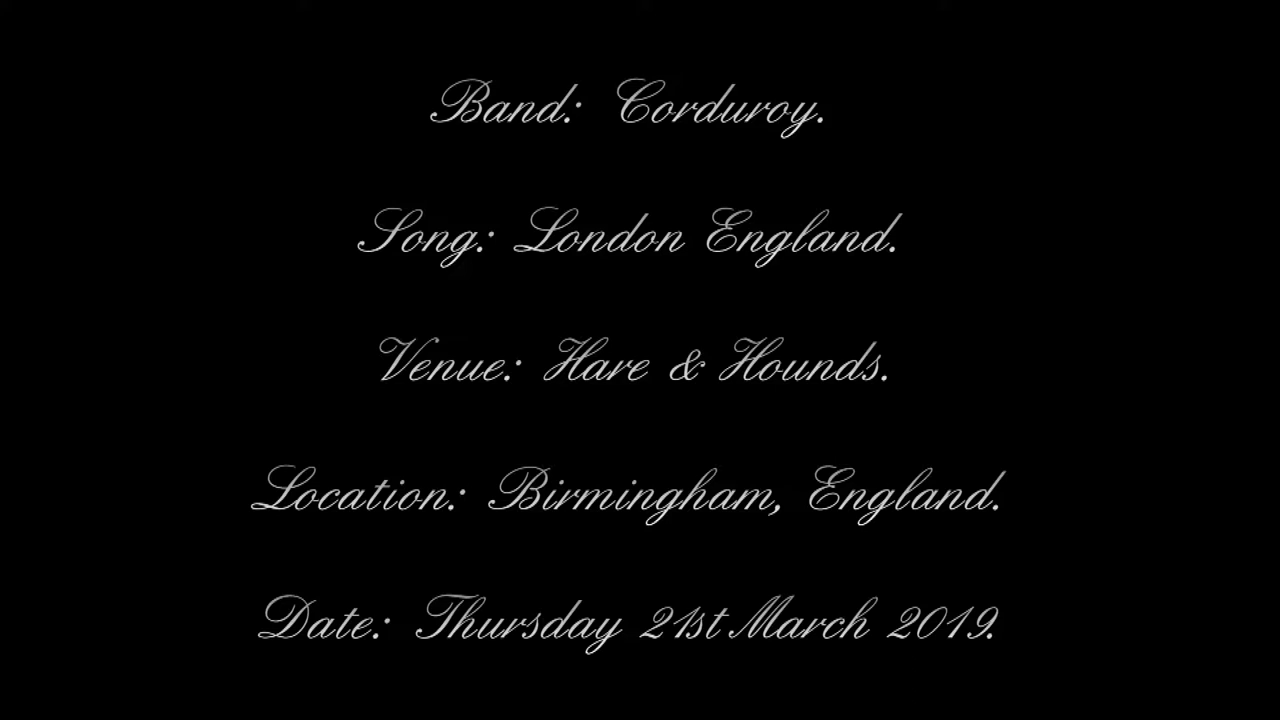 Band: Corduroy.
Song: London England.
Venue: Hare & Hounds.
Location: Birmingham, England.
Date: Thursday 21st March 2019.